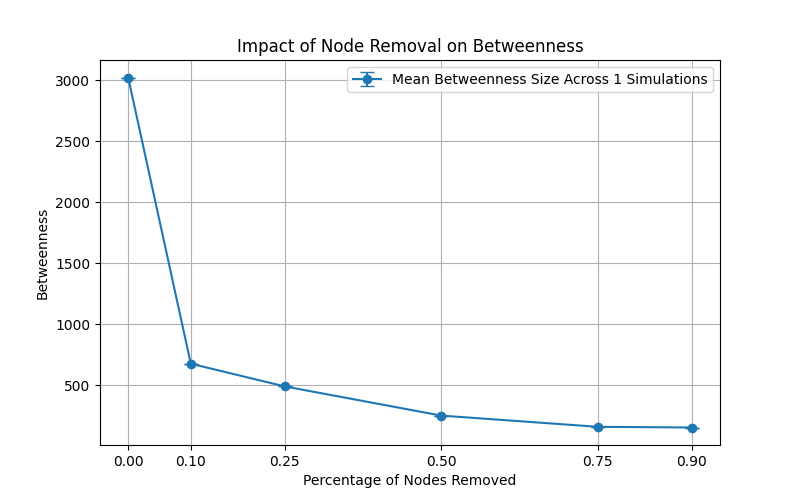 Impact of Node Removal on Betweenness
Mean Betweenness Size Across 1 Simulations
Betweenness
3000
2500
2000
1500
1000
500
0.00 0.10 0.25 0.50 0.75 0.90
Percentage of Nodes Removed